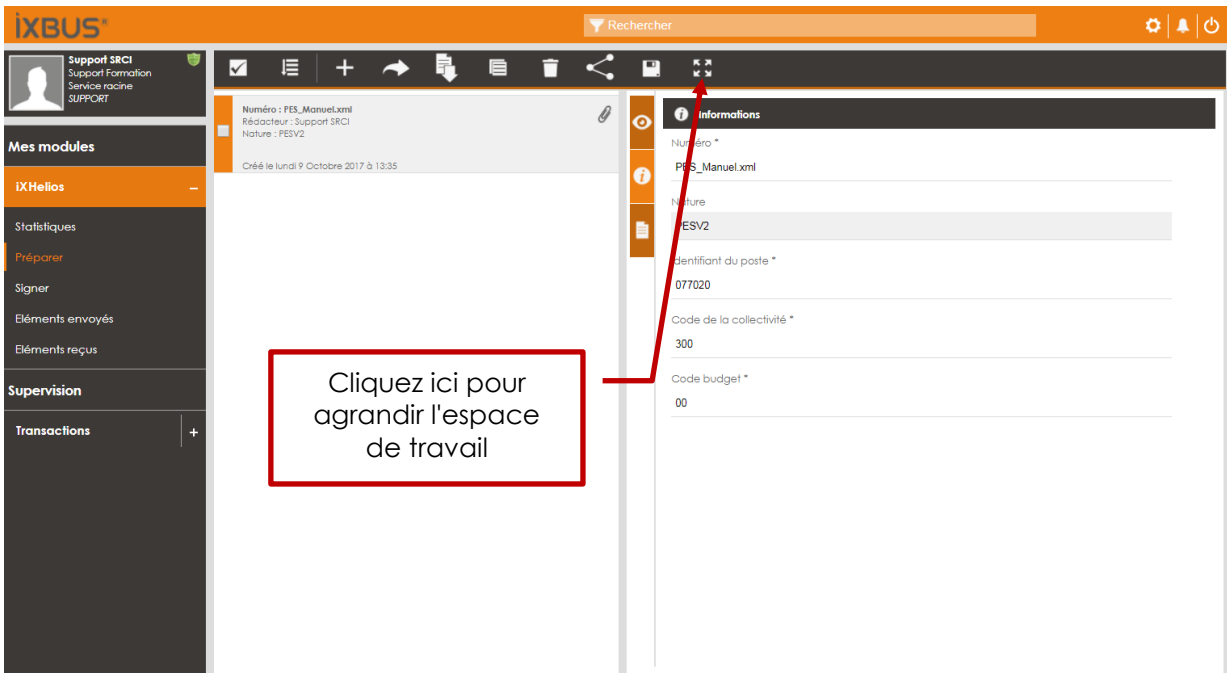 iXBUS®
Rechercher
Support SRCI
Support Formation
Service racine
SUPPORT
Mes modules
iXHelios
Statistiques
Préparer
Signer
Eléments envoyés
Eléments reçus
Supervision
Transactions
Numéro : PES_Manuel.xml
Rédacteur : Support SRCI
Nature : PESV2
Créé le lundi 9 Octobre 2017 à 13:35
Informations
Numéro *
PES_Manuel.xml
Nature
PESV2
Identifiant du poste *
077020
Code de la collectivité *
300
Code budget *
00
Cliquez ici pour
agrandir l'espace
de travail